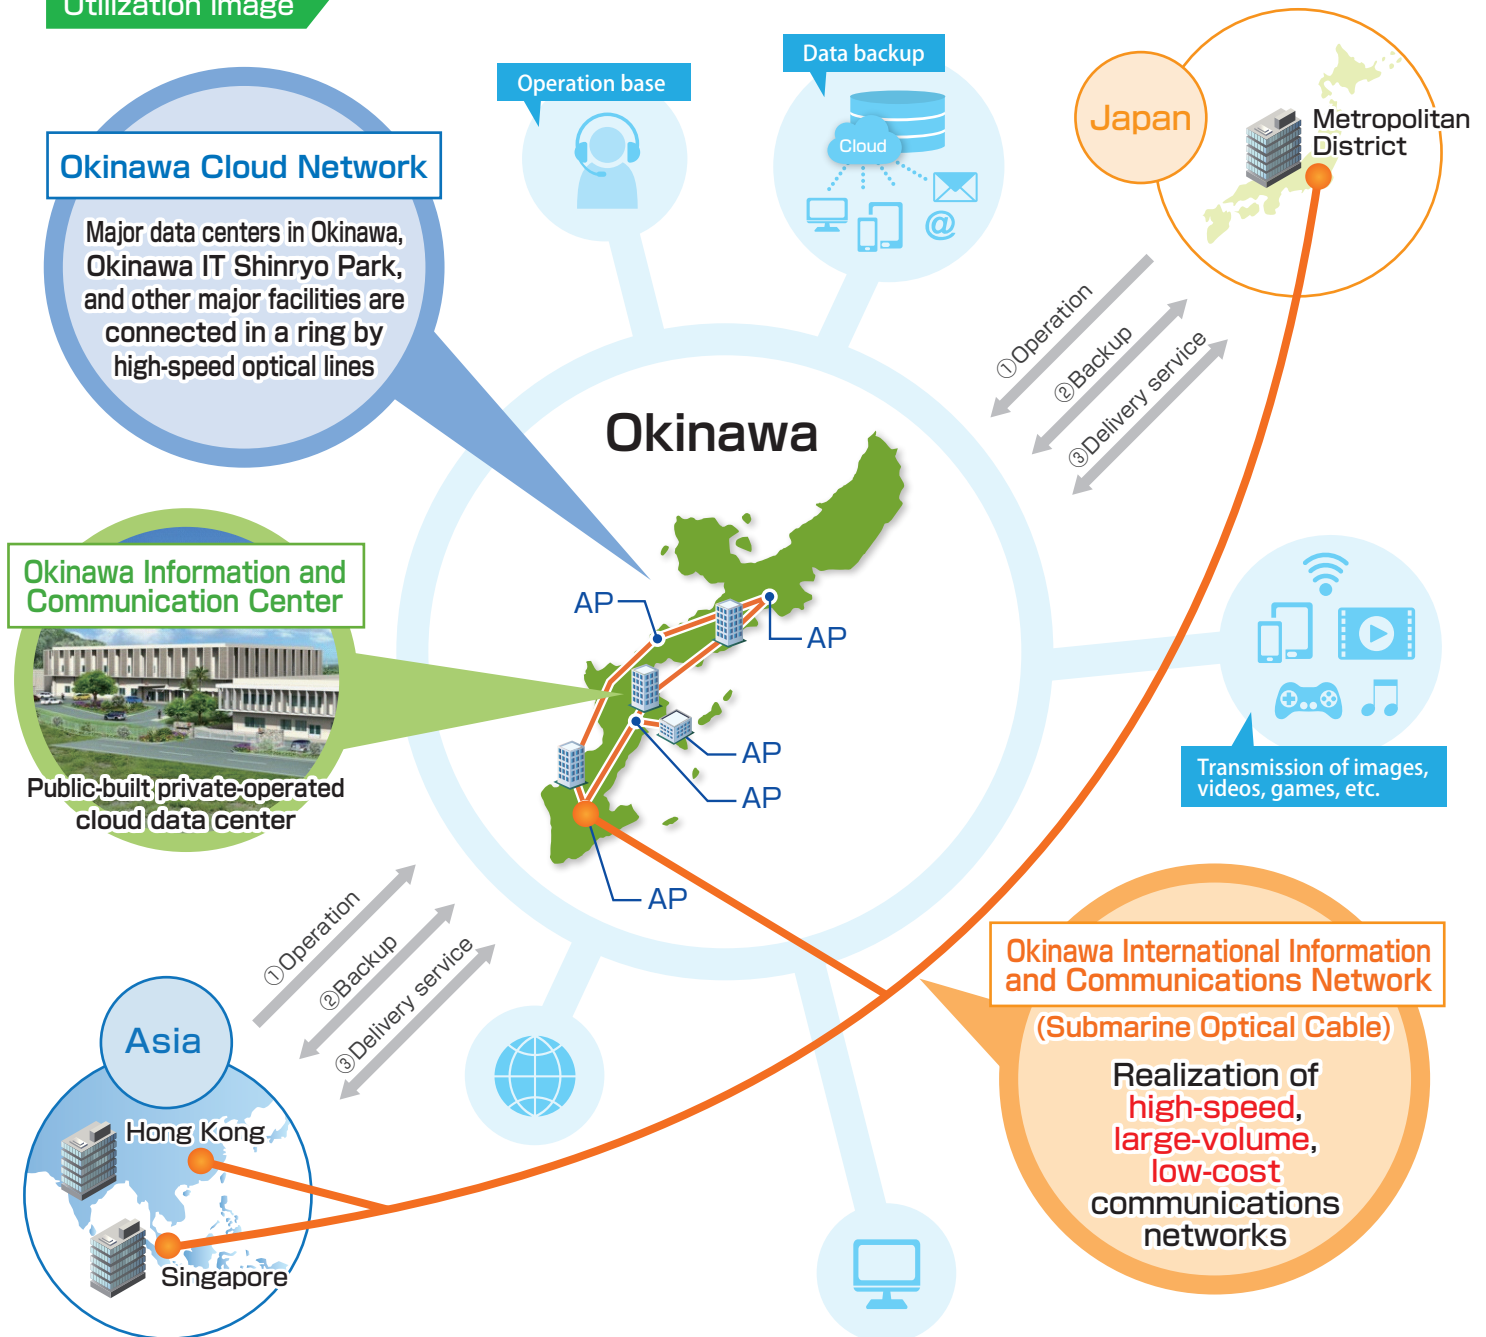 Utilization image
Operation base
Data backup
Cloud
@
Japan
Metropolitan
District
Okinawa Cloud Network
Major data centers in Okinawa,
Okinawa IT Shinryo Park,
and other major facilities are
connected in a ring by
high-speed optical lines
①Operation
②Backup
③Delivery service
Okinawa
AP
AP
AP
AP
AP
Okinawa Information and
Communication Center
Public-built private-operated
cloud data center
Transmission of images,
videos, games, etc.
①Operation
②Backup
③Delivery service
Asia
Hong Kong
Singapore
Okinawa International Information
and Communications Network
(Submarine Optical Cable)
Realization of
high-speed,
large-volume,
low-cost
communications
networks